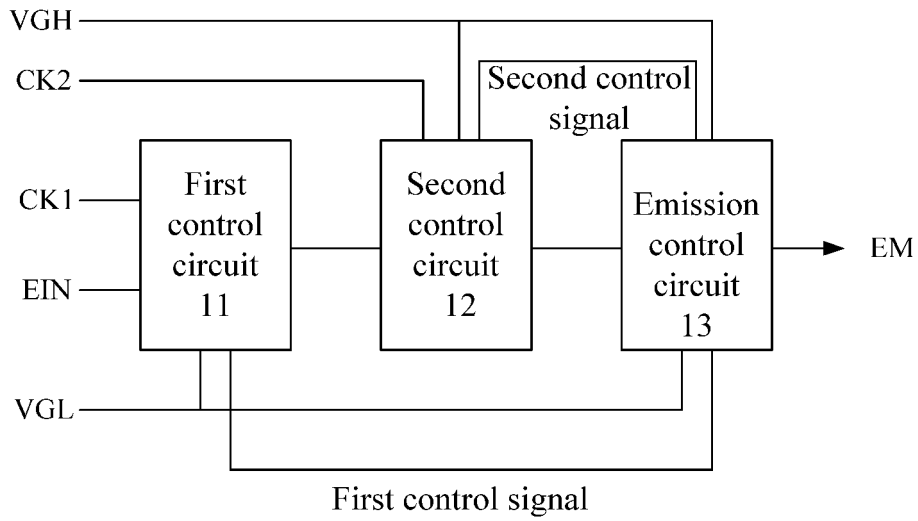 VGH
CK2
Second control
signal
CK1
EIN
First
control
circuit
11
Second
control
circuit
12
Emission
control
circuit
13
EM
VGL
First control signal